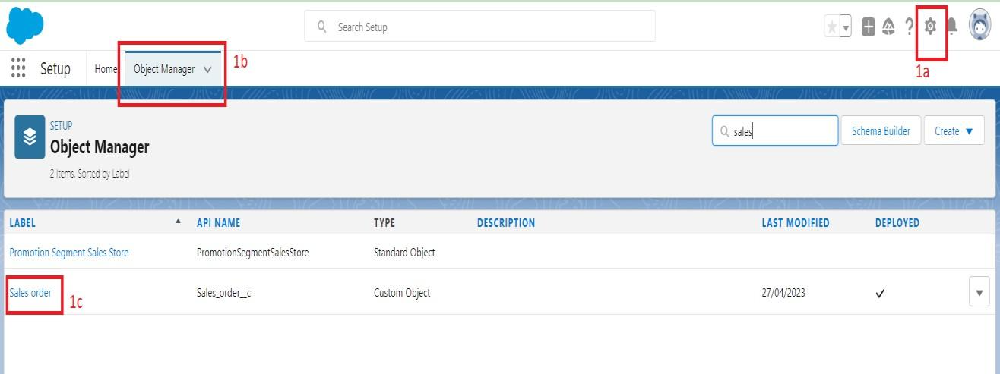 Search Setup
1a
Setup Home Object Manager 1b
SETUP
Object Manager
2 Items, Sorted by Label
sales Schema Builder Create
LABEL API NAME TYPE DESCRIPTION LAST MODIFIED DEPLOYED
Promotion Segment Sales Store PromotionSegmentSalesStore Standard Object
Sales order 1c Sales_order__c Custom Object 27/04/2023